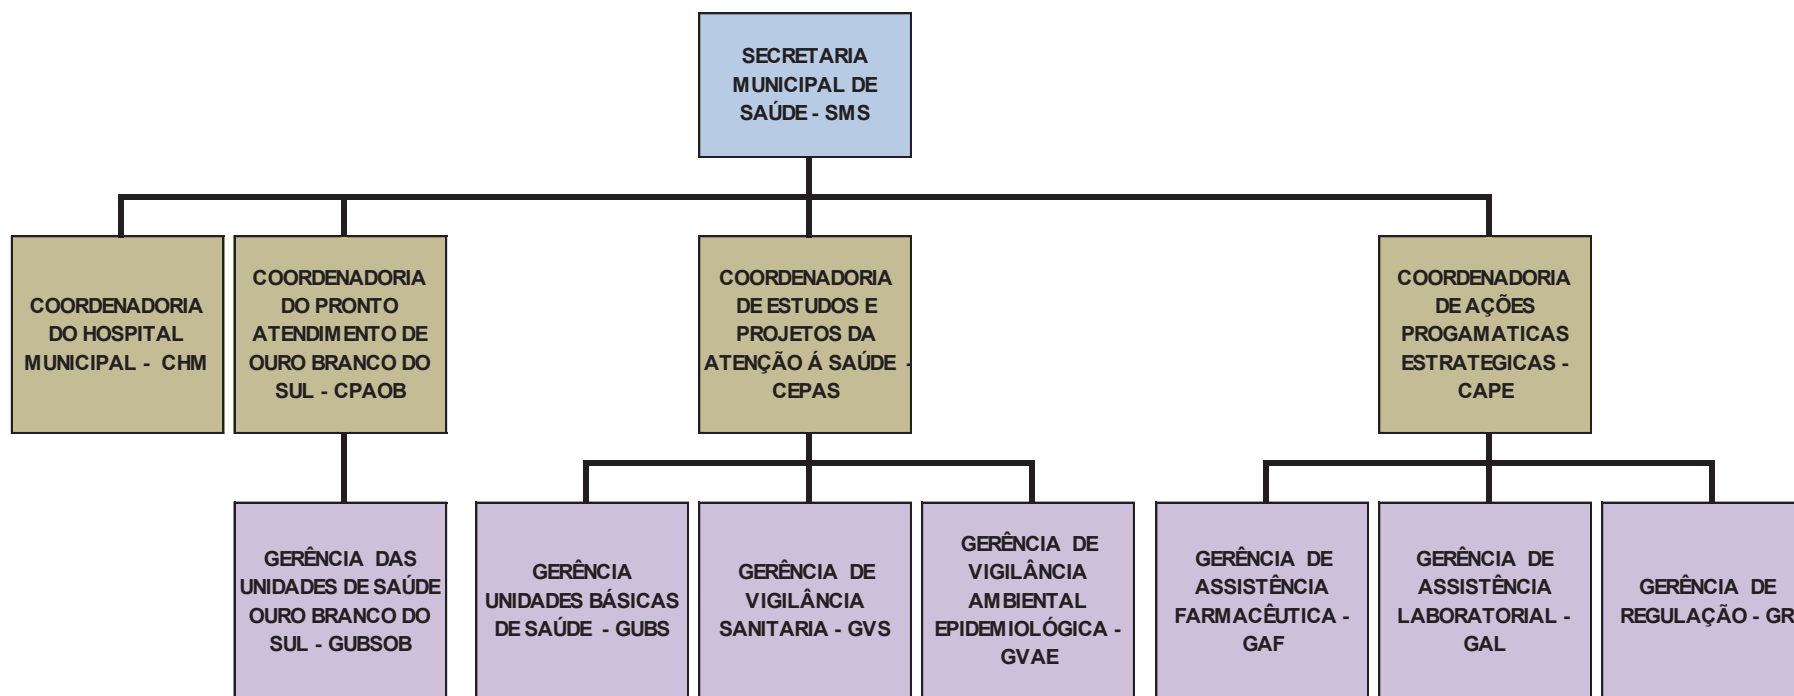 SECRETARIA
MUNICIPAL DE
SAÚDE - SMS
COORDENADORIA
DO HOSPITAL
MUNICIPAL - CHM
COORDENADORIA
DO PRONTO
ATENDIMENTO DE
OURO BRANCO DO
SUL - CPAOB
COORDENADORIA
DE ESTUDOS E
PROJETOS DA
ATENÇÃO Á SAÚDE -
CEPAS
COORDENADORIA
DE AÇÕES
PROGAMATICAS
ESTRATEGICAS -
CAPE
GERÊNCIA DAS
UNIDADES DE SAÚDE
OURO BRANCO DO
SUL - GUBSOB
GERÊNCIA
UNIDADES BÁSICAS
DE SAÚDE - GUBS
GERÊNCIA DE
VIGILÂNCIA
SANITARIA - GVS
GERÊNCIA DE
VIGILÂNCIA
AMBIENTAL
EPIDEMIOLÓGICA -
GVAE
GERÊNCIA DE
ASSISTÊNCIA
FARMACÊUTICA -
GAF
GERÊNCIA DE
ASSISTÊNCIA
LABORATORIAL -
GAL
GERÊNCIA DE
REGULAÇÃO - GR